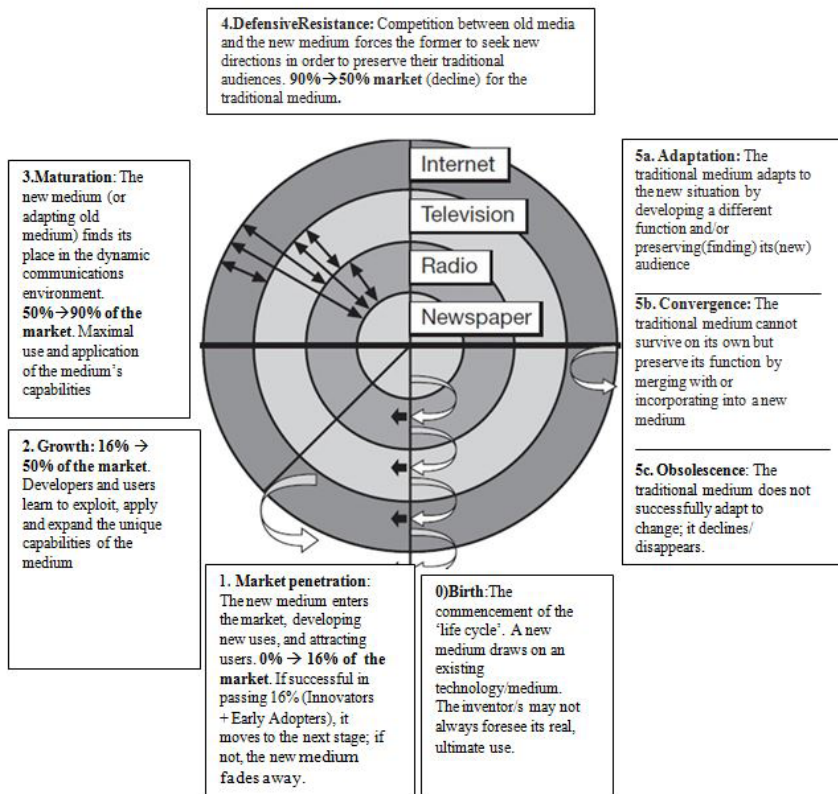 4.DefensiveResistance: Competition between old media
and the new medium forces the former to seek new
directions in order to preserve their traditional
audiences. 90%→50% market (decline) for the
traditional medium.
3.Maturation: The
new medium (or
adapting old
medium) finds its
place in the dynamic
communications
environment.
50%→90% of the
market. Maximal
use and application
of the medium's
capabilities
Internet
Television
Radio
Newspaper
5a. Adaptation: The
traditional medium adapts to
the new situation by
developing a different
function and/or
preserving(finding) its(new)
audience
5b. Convergence: The
traditional medium cannot
survive on its own but
preserve its function by
merging with or
incorporating into a new
medium
5c. Obsolescence: The
traditional medium does not
successfully adapt to
change; it declines/
disappears.
2. Growth: 16% →
50% of the market.
Developers and users
learn to exploit, apply
and expand the unique
capabilities of the
medium
1. Market penetration:
The new medium enters
the market, developing
new uses, and attracting
users. 0% → 16% of the
market. If successful in
passing 16% (Innovators
+ Early Adopters), it
moves to the next stage; if
not, the new medium
fades away.
0)Birth:The
commencement of the
'life cycle'. A new
medium draws on an
existing
technology/medium.
The inventor/s may not
always foresee its real,
ultimate use.